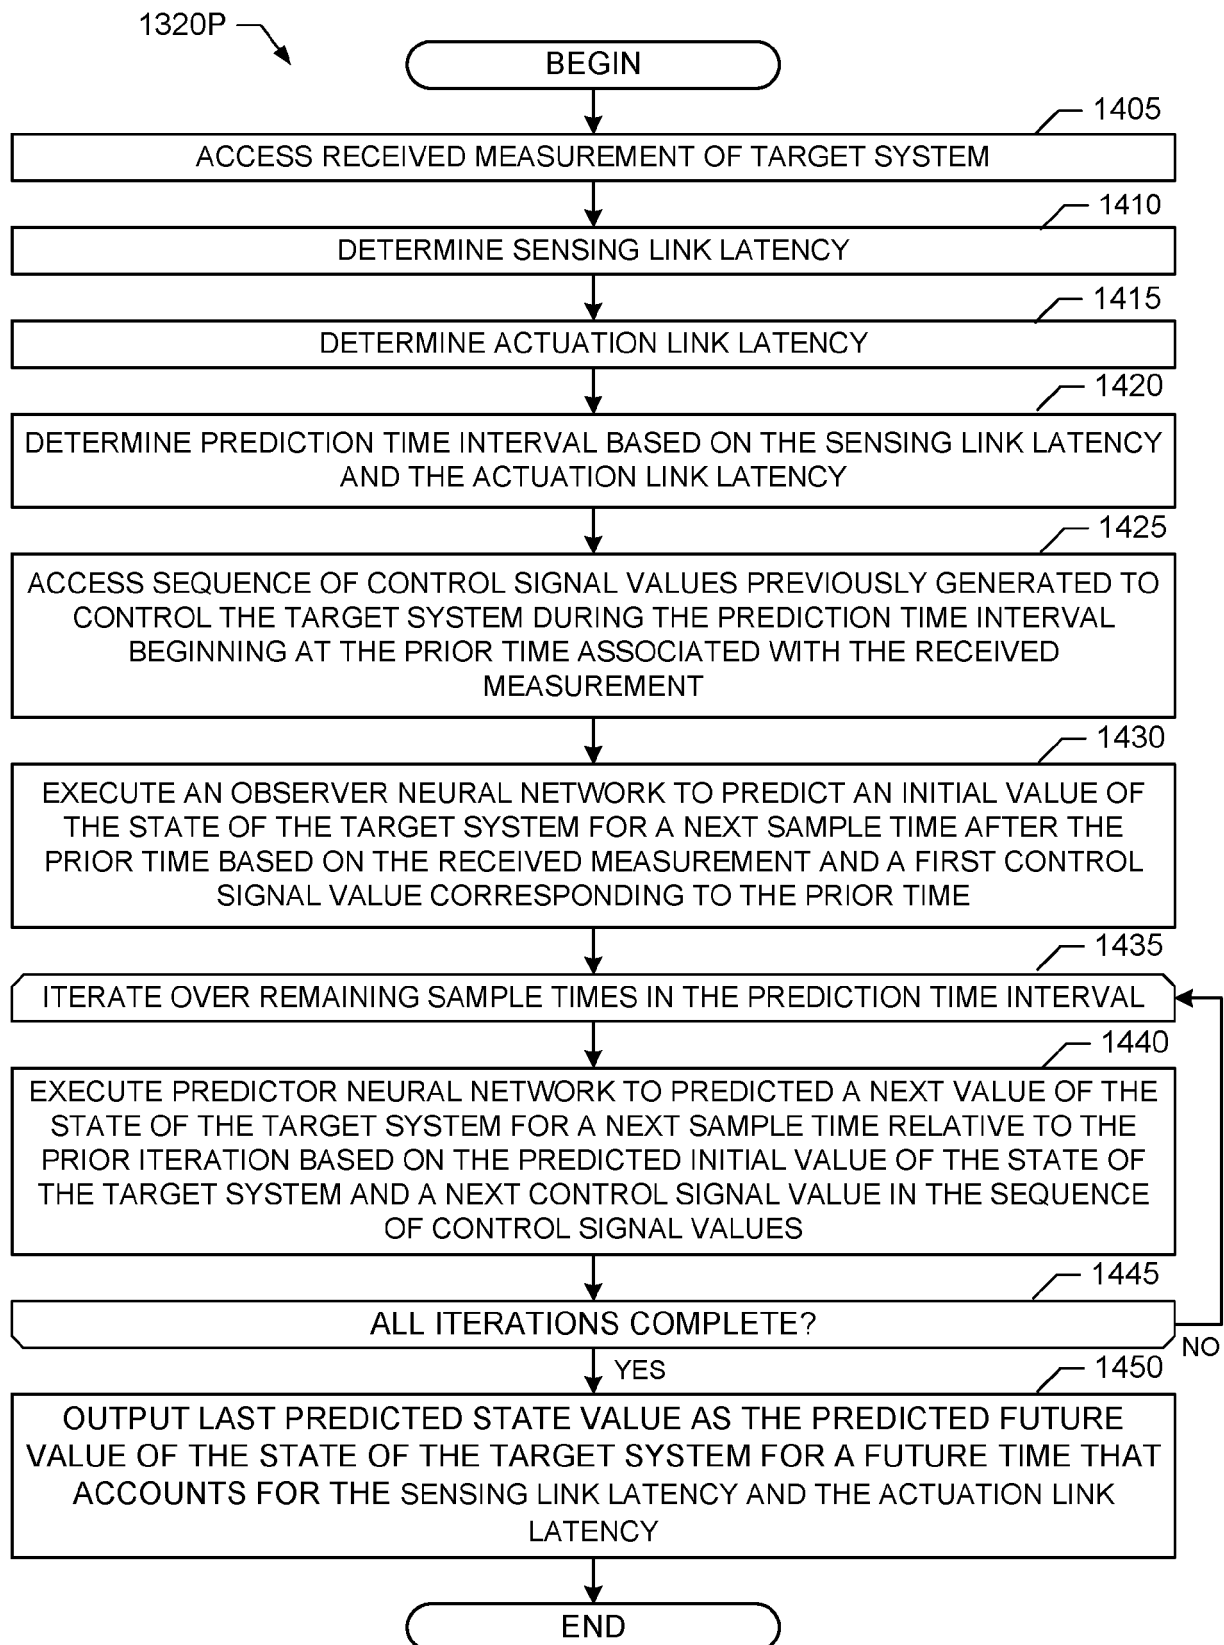 1320P
BEGIN
1405
ACCESS RECEIVED MEASUREMENT OF TARGET SYSTEM
1410
DETERMINE SENSING LINK LATENCY
1415
DETERMINE ACTUATION LINK LATENCY
1420
DETERMINE PREDICTION TIME INTERVAL BASED ON THE SENSING LINK LATENCY
AND THE ACTUATION LINK LATENCY
1425
ACCESS SEQUENCE OF CONTROL SIGNAL VALUES PREVIOUSLY GENERATED TO
CONTROL THE TARGET SYSTEM DURING THE PREDICTION TIME INTERVAL
BEGINNING AT THE PRIOR TIME ASSOCIATED WITH THE RECEIVED
MEASUREMENT
1430
EXECUTE AN OBSERVER NEURAL NETWORK TO PREDICT AN INITIAL VALUE OF
THE STATE OF THE TARGET SYSTEM FOR A NEXT SAMPLE TIME AFTER THE
PRIOR TIME BASED ON THE RECEIVED MEASUREMENT AND A FIRST CONTROL
SIGNAL VALUE CORRESPONDING TO THE PRIOR TIME
1435
ITERATE OVER REMAINING SAMPLE TIMES IN THE PREDICTION TIME INTERVAL
1440
EXECUTE PREDICTOR NEURAL NETWORK TO PREDICTED A NEXT VALUE OF THE
STATE OF THE TARGET SYSTEM FOR A NEXT SAMPLE TIME RELATIVE TO THE
PRIOR ITERATION BASED ON THE PREDICTED INITIAL VALUE OF THE STATE OF
THE TARGET SYSTEM AND A NEXT CONTROL SIGNAL VALUE IN THE SEQUENCE
OF CONTROL SIGNAL VALUES
1445
ALL ITERATIONS COMPLETE?
NO
YES
1450
OUTPUT LAST PREDICTED STATE VALUE AS THE PREDICTED FUTURE
VALUE OF THE STATE OF THE TARGET SYSTEM FOR A FUTURE TIME THAT
ACCOUNTS FOR THE SENSING LINK LATENCY AND THE ACTUATION LINK
LATENCY
END